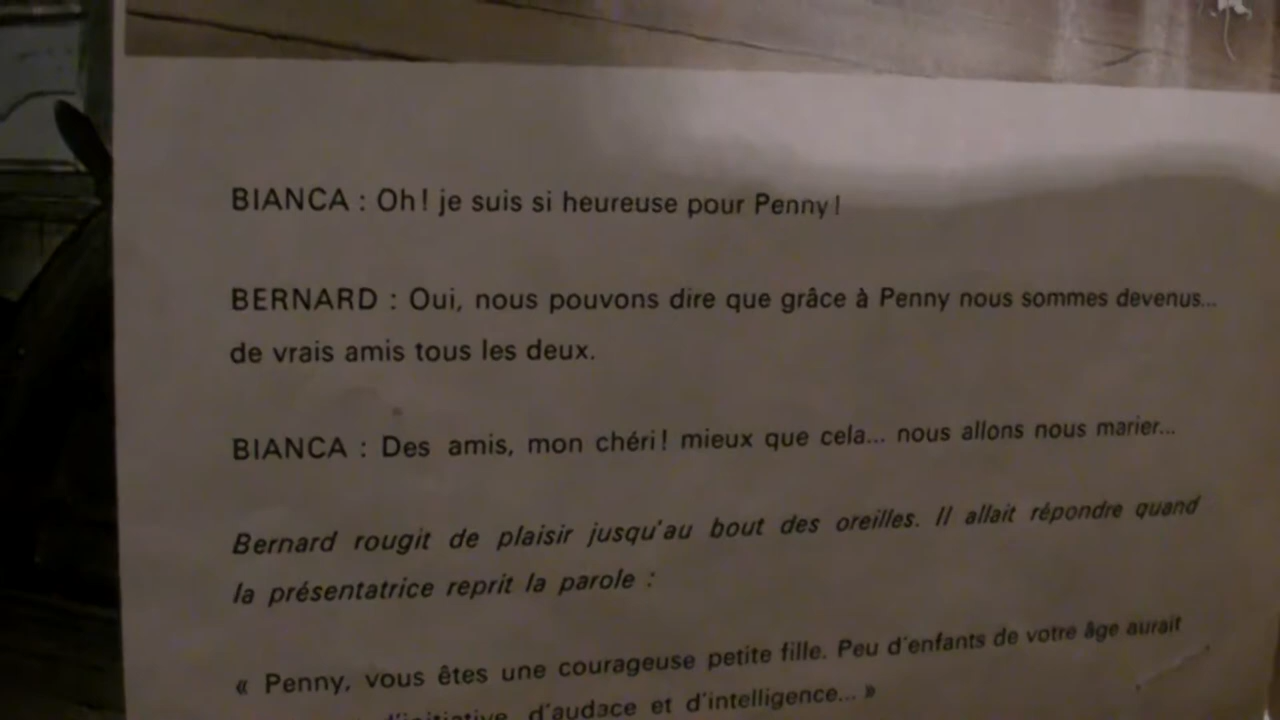 BIANCA : Oh! je suis si heureuse pour Penny!
BERNARD : Oui, nous pouvons dire que grâce à Penny nous sommes devenus...
de vrais amis tous les deux.
BIANCA : Des amis, mon chéri! mieux que cela... nous allons nous marier...
Bernard rougit de plaisir jusqu'au bout des oreilles. Il allait répondre quand
la présentatrice reprit la parole :
« Penny, vous êtes une courageuse petite fille. Peu d'enfants de votre âge aurait
d'initiative, d'audace et d'intelligence... »